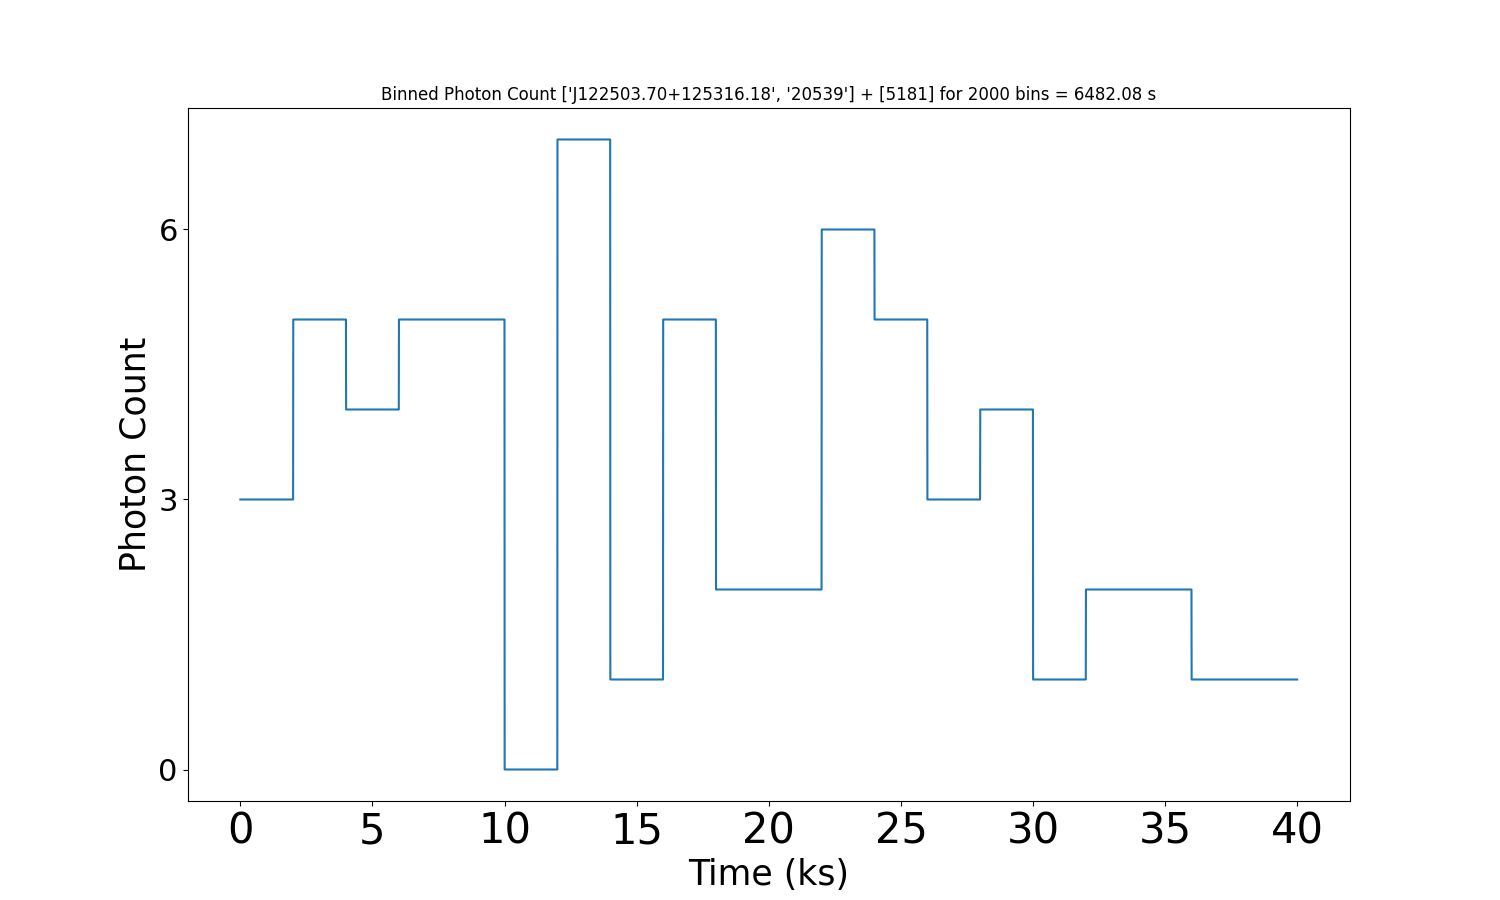 Binned Photon Count ['J122503.70+125316.18', '20539'] + [5181] for 2000 bins = 6482.08 s
6
3
0
Photon Count
0 5 10 15 20 25 30 35 40
Time (ks)